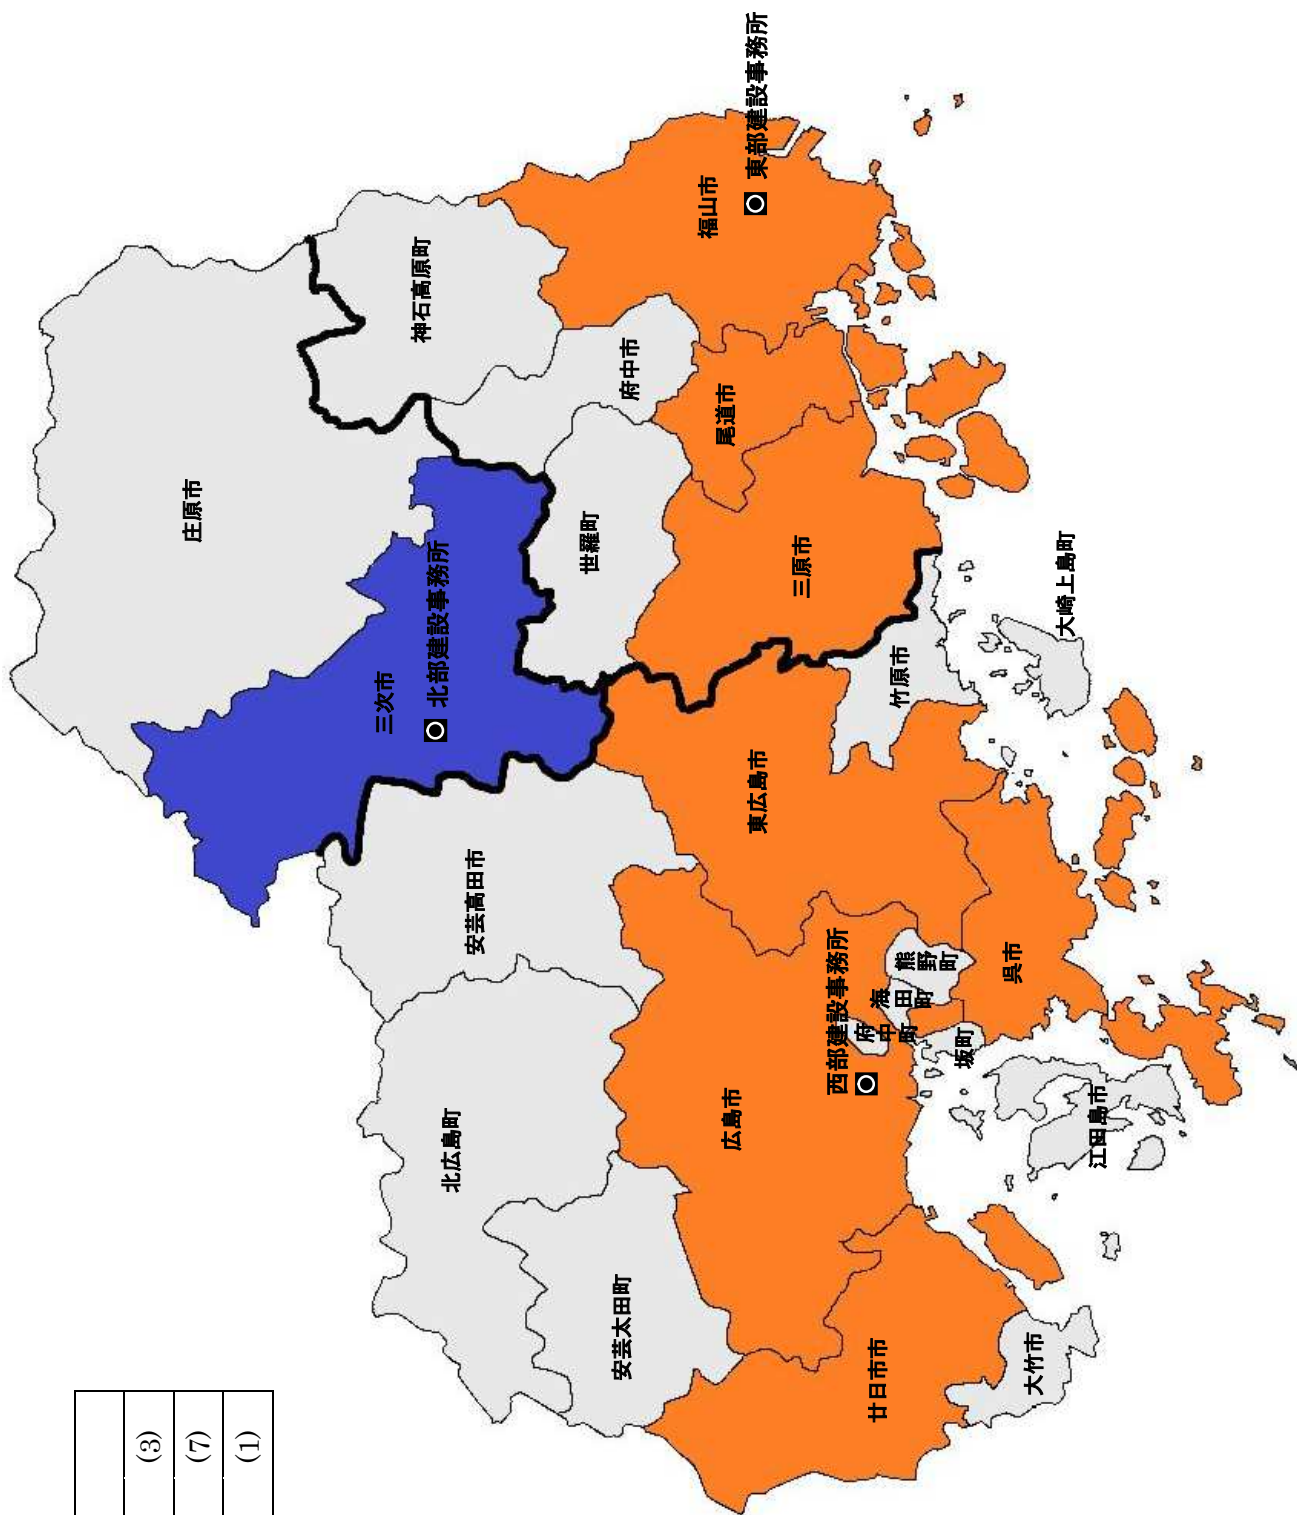 庄原市
三次市
北部建設事務所
神石高原町
安芸高田市
府中市
世羅町
北広島町
福山市
東部建設事務所
尾道市
三原市
東広島市
安芸太田町
広島市
竹原市
西部建設事務所
府中町
海田町
熊野町
坂町
呉市
大崎上島町
江田島市
廿日市市
大竹市
(3)
(7)
(1)